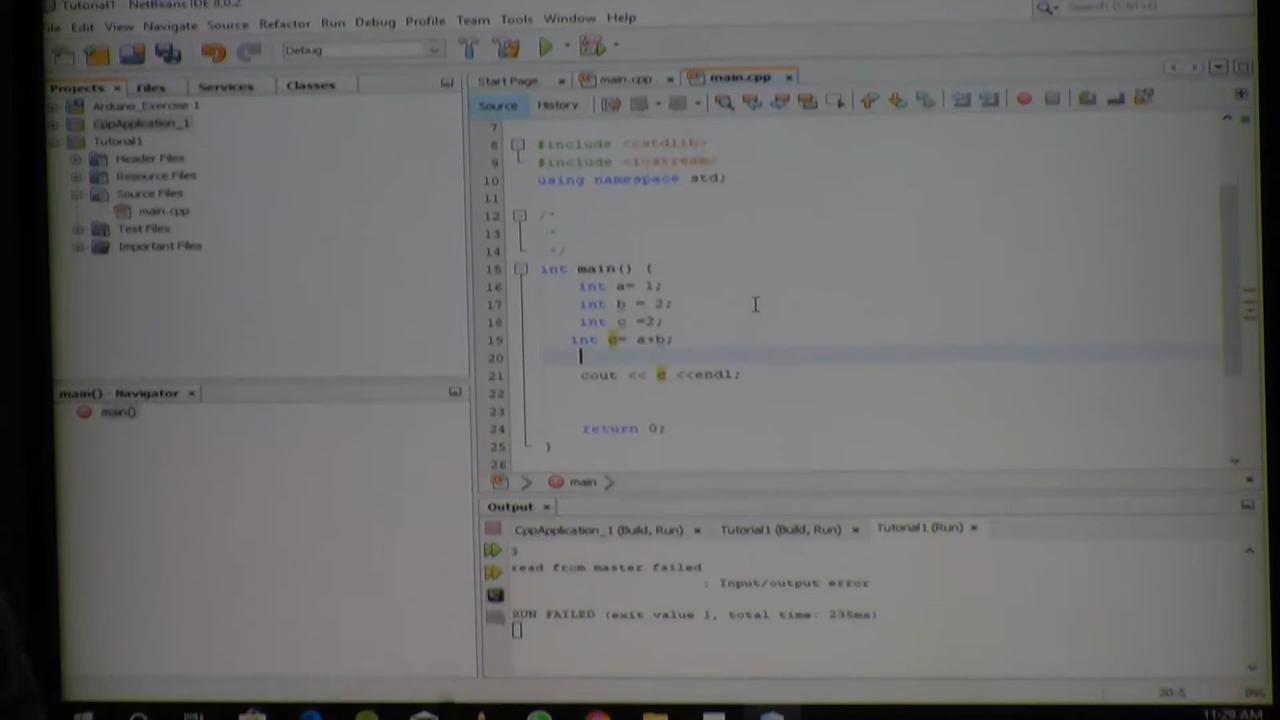 Tutorial1 - NetBeans IDE 8.0.2
File Edit View Navigate Source Refactor Run Debug Profile Team Tools Window Help
Search (Ctrl+I)
Debug
Projects Files Services Classes
Arduino_Exercise 1
CppApplication_1
Tutorial1
Header Files
Resource Files
Source Files
main.cpp
Test Files
Important Files
main() - Navigator
main()
Start Page main.cpp main.cpp
Source History
7
8 #include <cstdlib>
9 #include <iostream>
10 using namespace std;
11
12 /*
13 *
14 */
15 int main() {
16 int a= 1;
17 int b = 2;
18 int c =2;
19 int c= a+b;
20
21 cout << c <<endl;
22
23
24 return 0;
25 }
26
main
Output
CppApplication_1 (Build, Run) Tutorial1 (Build, Run) Tutorial1 (Run)
3
read from master failed
: Input/output error
RUN FAILED (exit value 1, total time: 235ms)
20:5 INS
11:29 AM